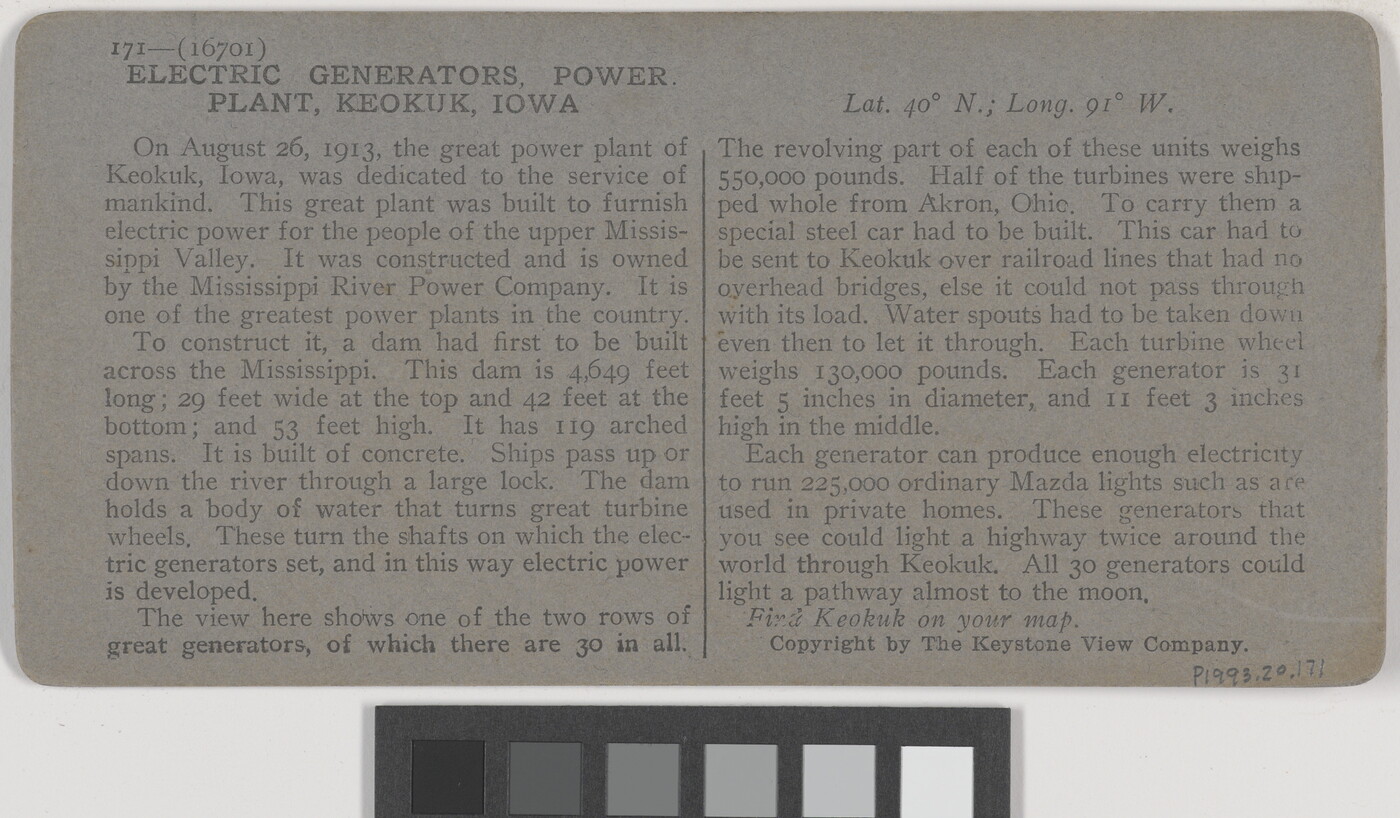 171—(16701)
ELECTRIC GENERATORS, POWER.
PLANT, KEOKUK, IOWA
Lat. 40° N.; Long. 91° W.
On August 26, 1913, the great power plant of
Keokuk, Iowa, was dedicated to the service of
mankind. This great plant was built to furnish
electric power for the people of the upper Missis-
sippi Valley. It was constructed and is owned
by the Mississippi River Power Company. It is
one of the greatest power plants in the country.
To construct it, a dam had first to be built
across the Mississippi. This dam is 4,649 feet
long; 29 feet wide at the top and 42 feet at the
bottom; and 53 feet high. It has 119 arched
spans. It is built of concrete. Ships pass up or
down the river through a large lock. The dam
holds a body of water that turns great turbine
wheels. These turn the shafts on which the elec-
tric generators set, and in this way electric power
is developed.
The view here shows one of the two rows of
great generators, of which there are 30 in all.
The revolving part of each of these units weighs
550,000 pounds. Half of the turbines were ship-
ped whole from Akron, Ohio. To carry them a
special steel car had to be built. This car had to
be sent to Keokuk over railroad lines that had no
overhead bridges, else it could not pass through
with its load. Water spouts had to be taken down
even then to let it through. Each turbine wheel
weighs 130,000 pounds. Each generator is 31
feet 5 inches in diameter, and 11 feet 3 inches
high in the middle.
Each generator can produce enough electricity
to run 225,000 ordinary Mazda lights such as are
used in private homes. These generators that
you see could light a highway twice around the
world through Keokuk. All 30 generators could
light a pathway almost to the moon.
Find Keokuk on your map.
Copyright by The Keystone View Company.
P1993.20.171